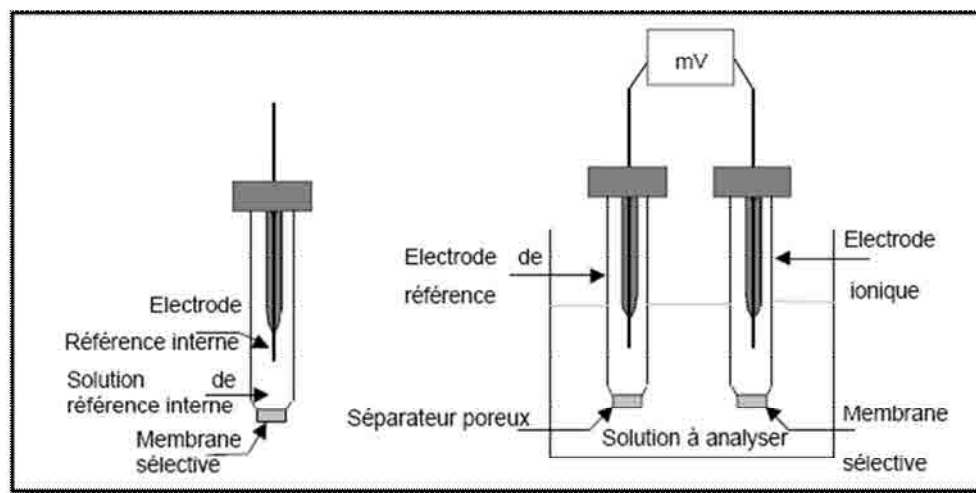 mV
Electrode
Référence interne
Solution de
référence interne
Membrane
sélective
Electrode de
référence
Séparateur poreux
Solution à analyser
Electrode
ionique
Membrane
sélective